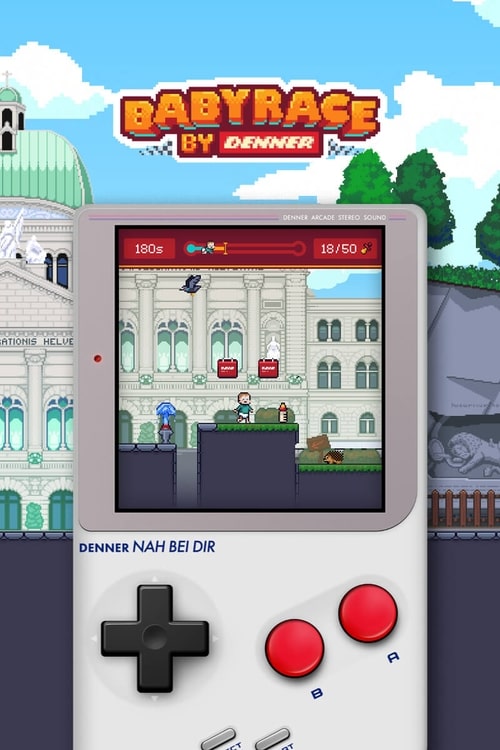 BABYRACE
BY DENNER
DENNER ARCADE STEREO SOUND
180s
18/50
RATIONIS HELVE
DENNER NAH BEI DIR
A
B